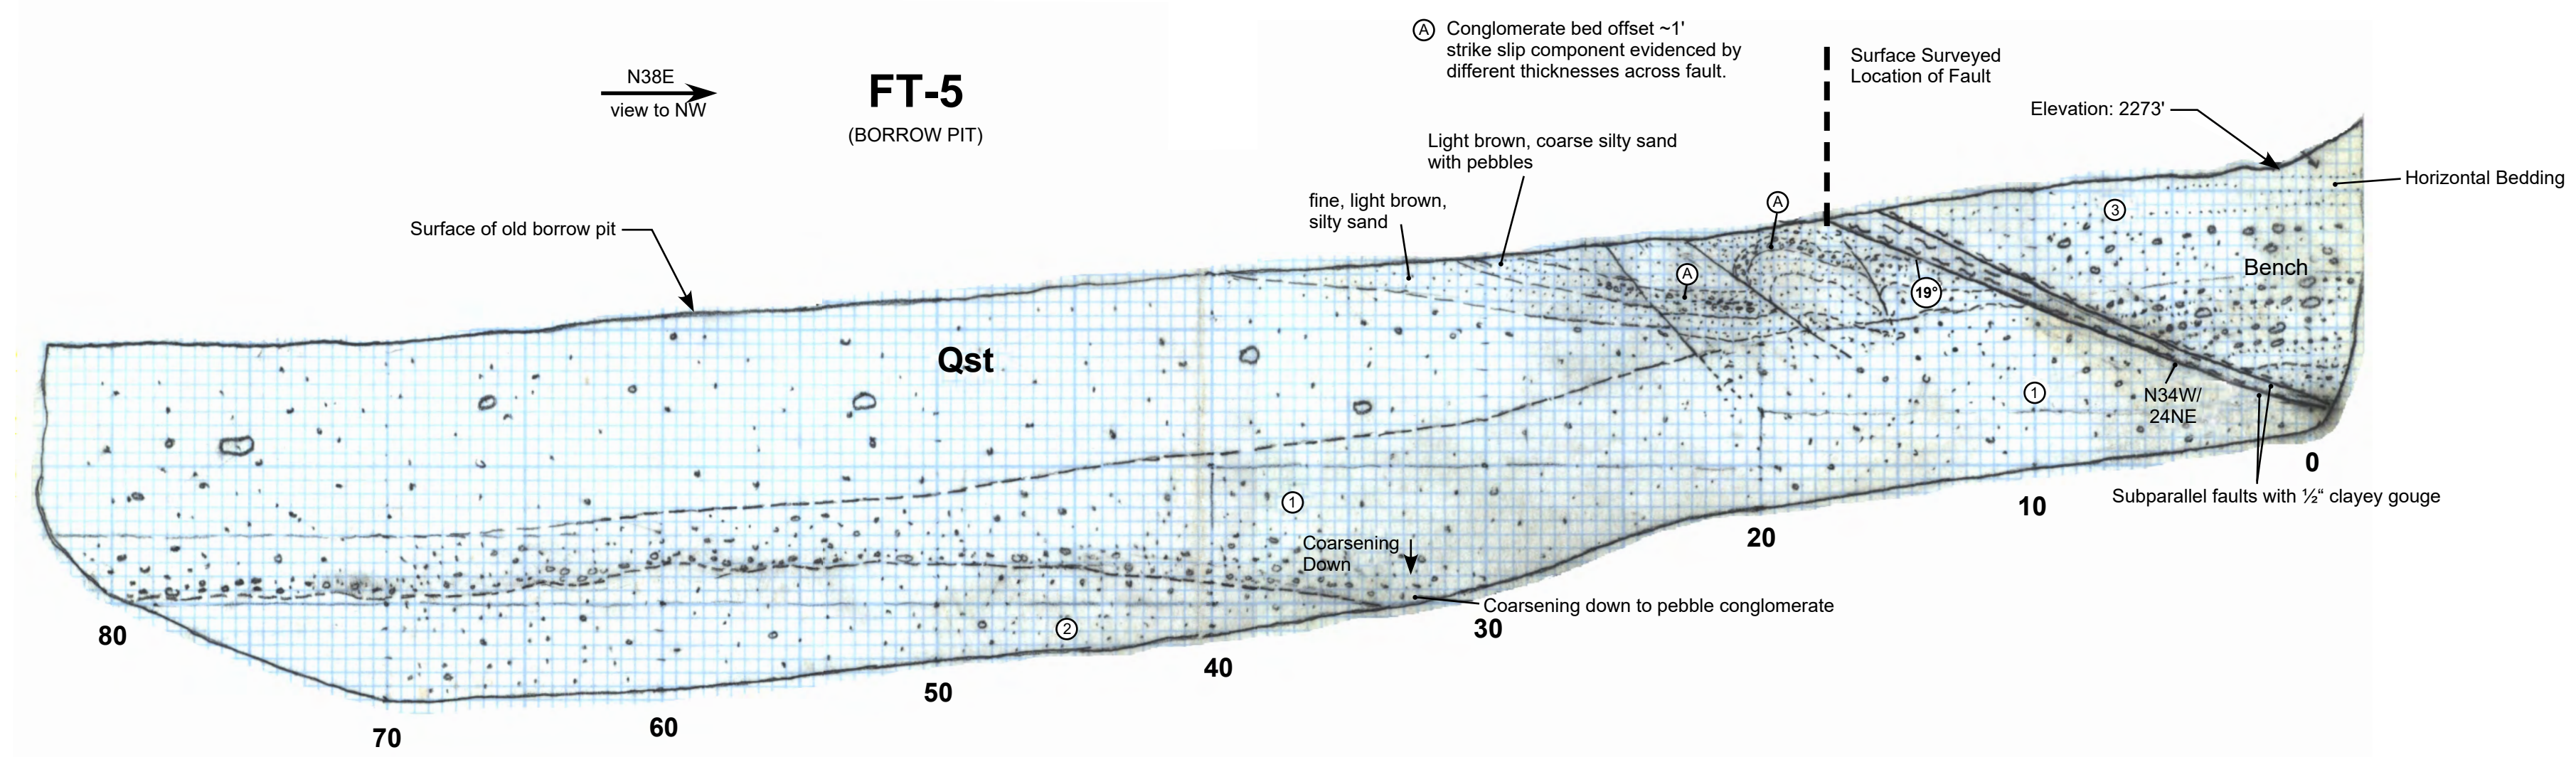 Ⓐ Conglomerate bed offset ~1'
strike slip component evidenced by
different thicknesses across fault.
Surface Surveyed
Location of Fault
N38E
view to NW
FT-5
(BORROW PIT)
Elevation: 2273'
Light brown, coarse silty sand
with pebbles
Horizontal Bedding
fine, light brown,
silty sand
Ⓐ
③
Surface of old borrow pit
Ⓐ
Bench
19°
Qst
①
N34W/
24NE
0
Subparallel faults with ½“ clayey gouge
①
10
20
Coarsening
Down
Coarsening down to pebble conglomerate
②
30
80
40
50
60
70